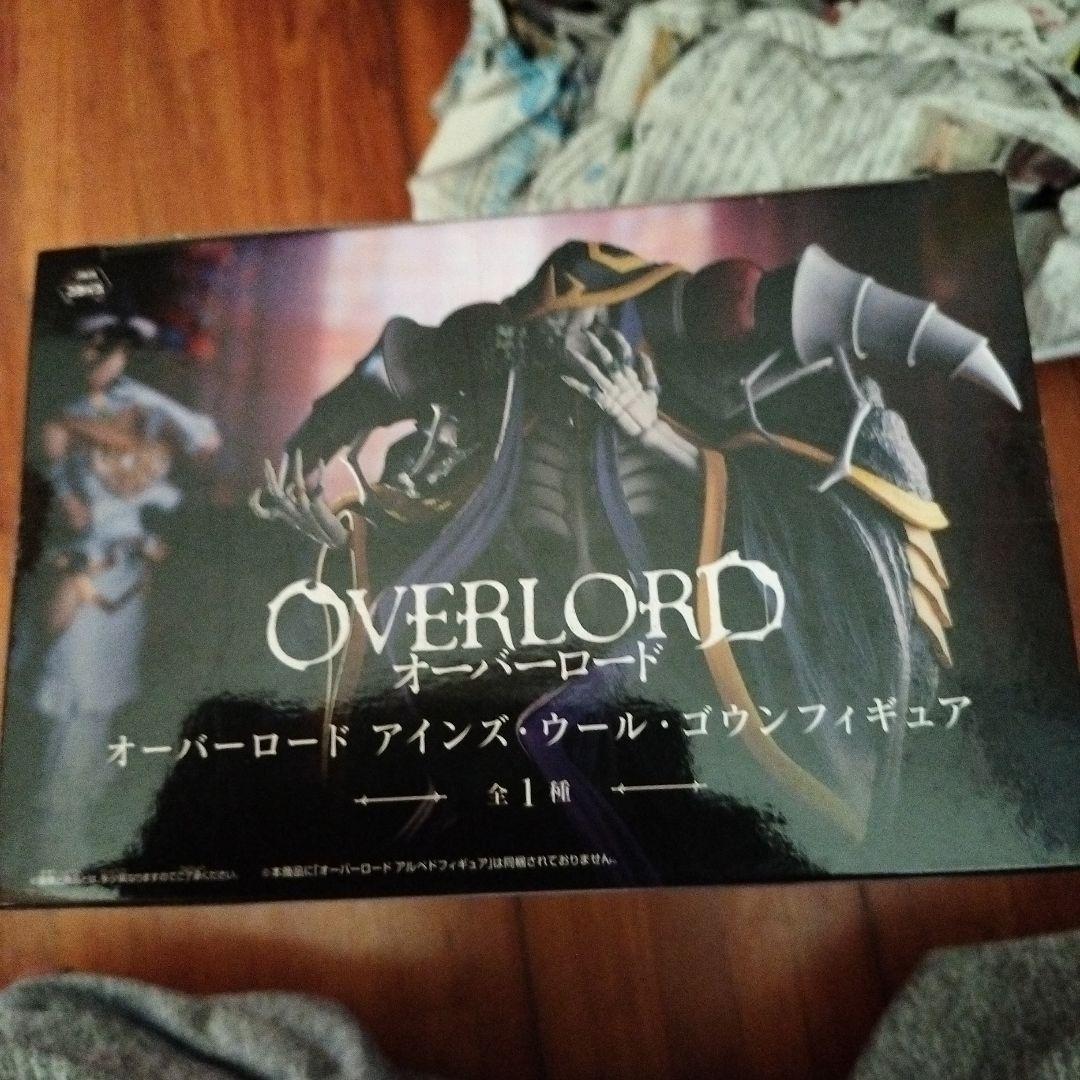 OVERLORD
オーバーロード
オーバーロード アインズ・ウール・ゴウンフィギュア
全1種
※本商品に「オーバーロード アルベドフィギュア」は同梱されておりません。